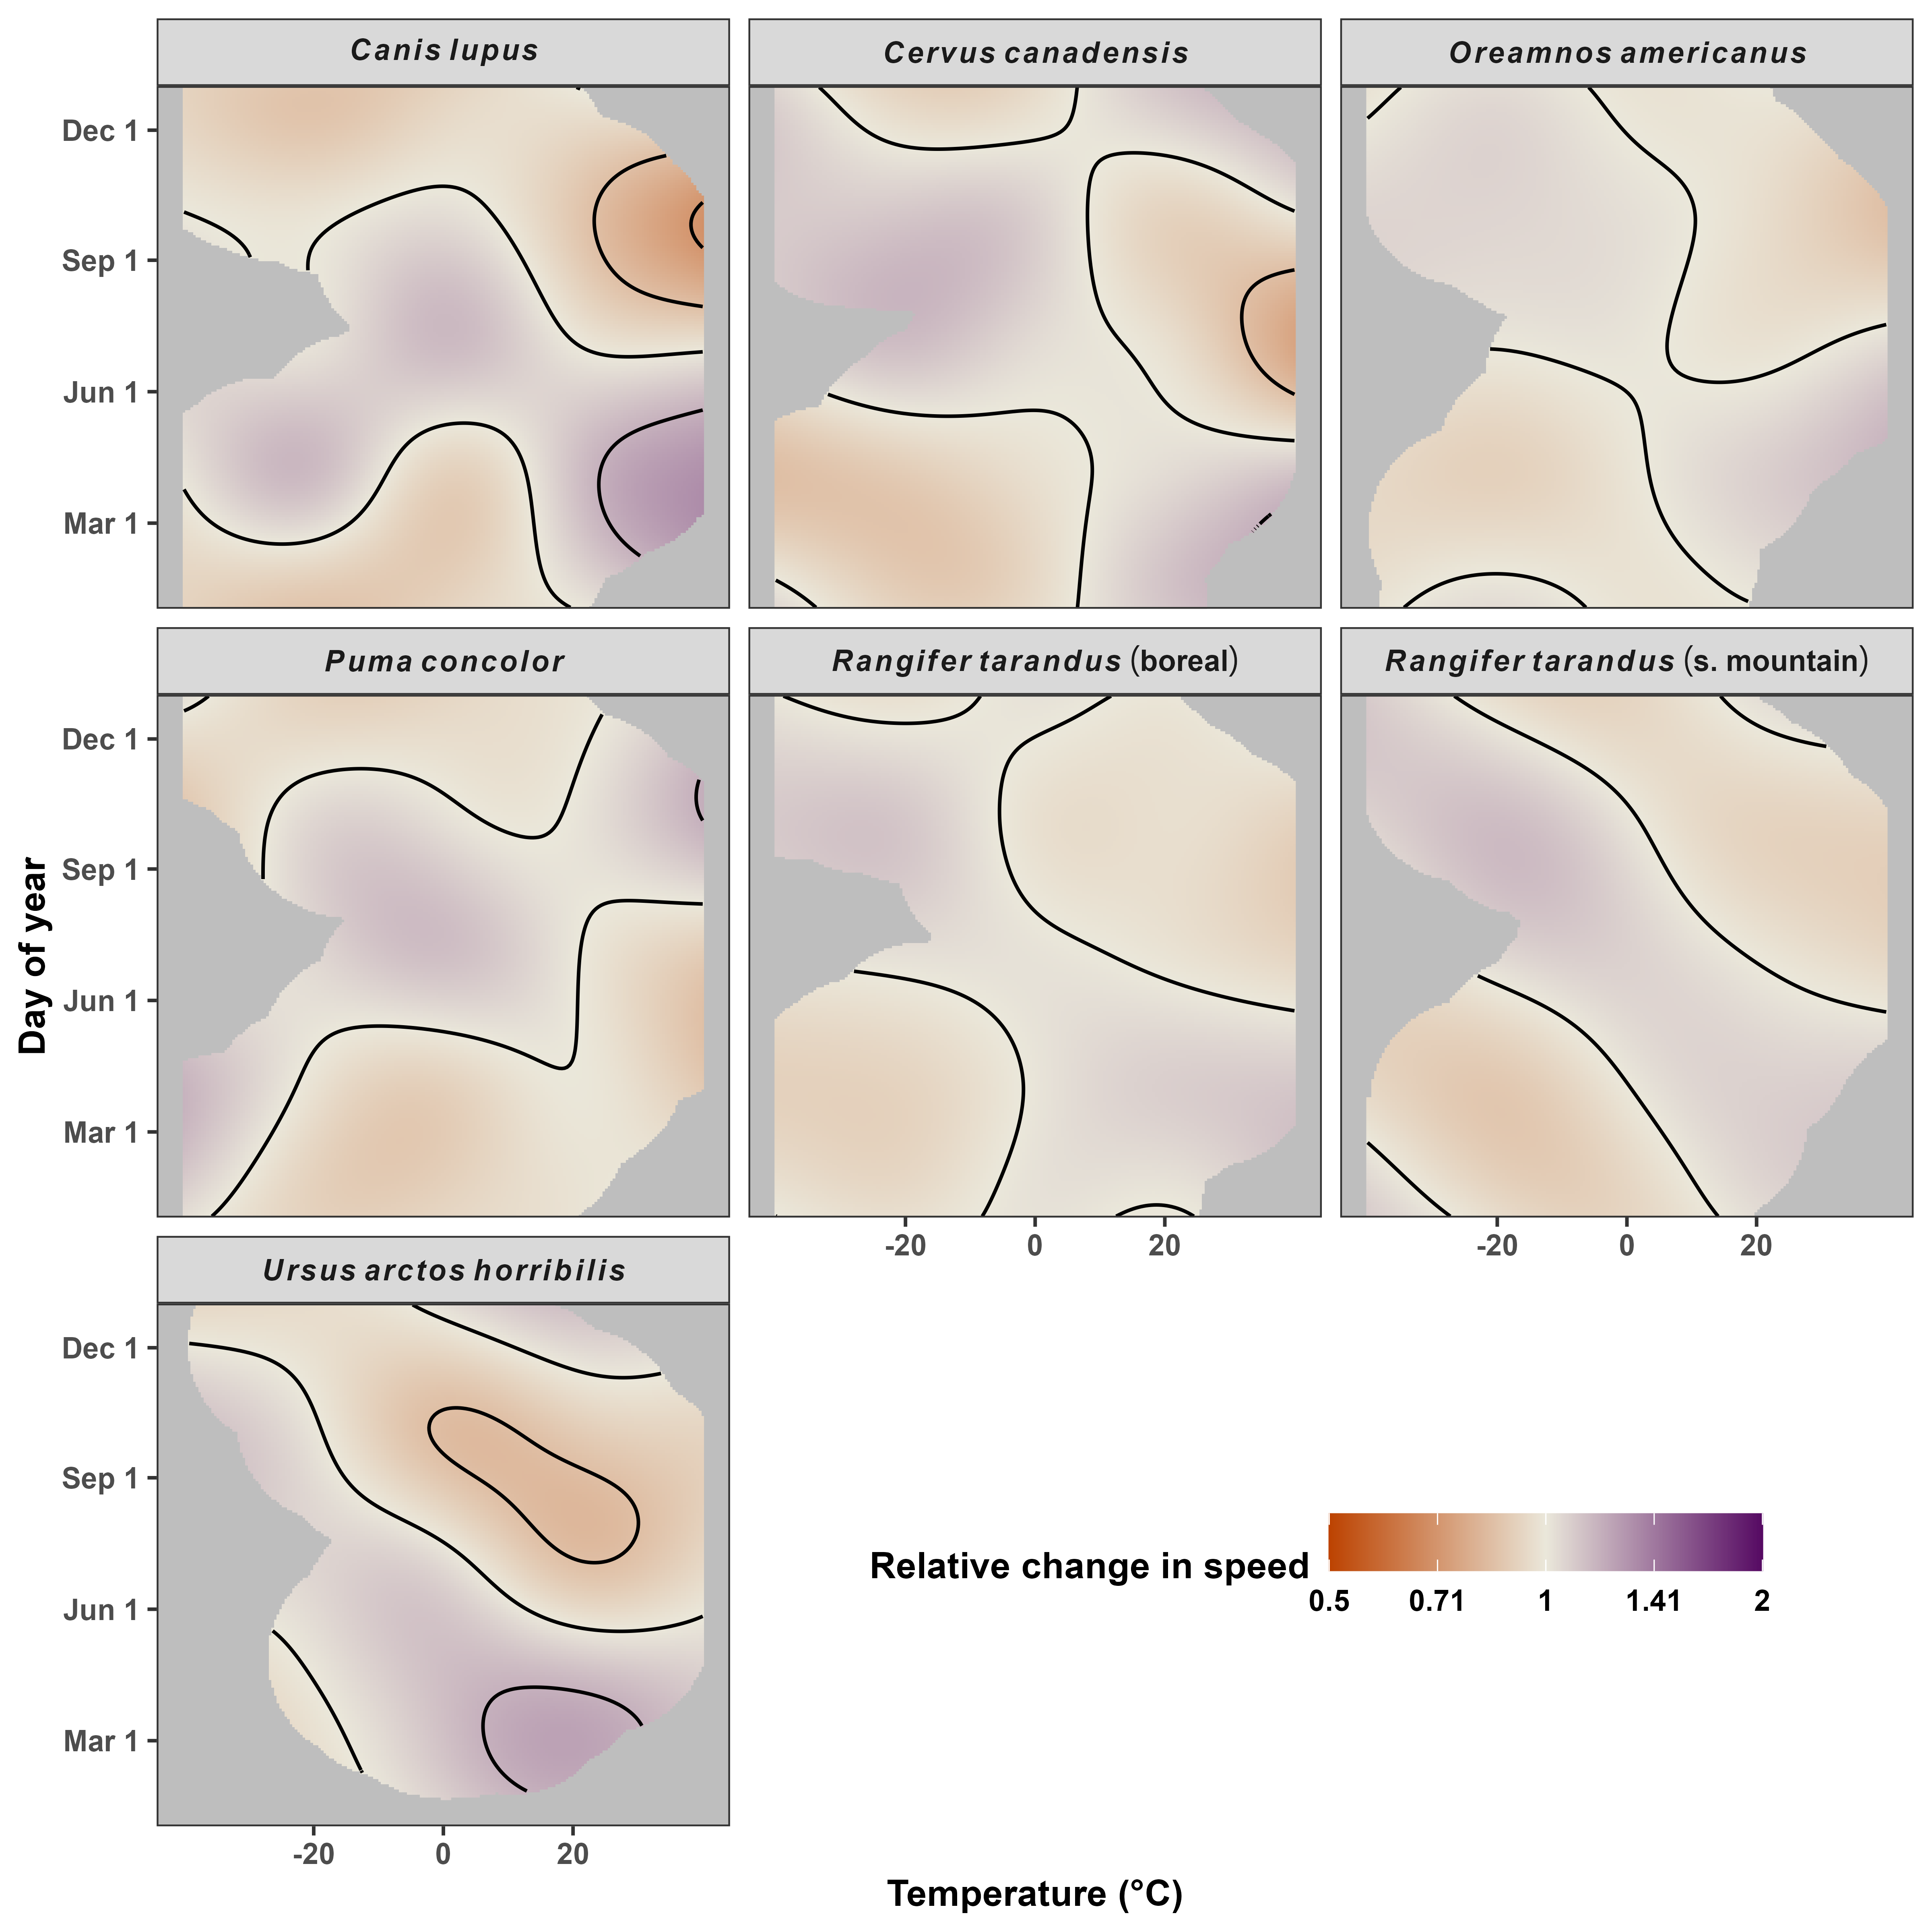 Canis lupus
Cervus canadensis
Oreamnos americanus
Dec 1
Sep 1
Jun 1
Mar 1
Puma concolor
Rangifer tarandus (boreal)
Rangifer tarandus (s. mountain)
Dec 1
Sep 1
Jun 1
Mar 1
-20 0 20
-20 0 20
Day of year
Ursus arctos horribilis
Dec 1
Sep 1
Jun 1
Mar 1
-20 0 20
Relative change in speed
0.5 0.71 1 1.41 2
Temperature (°C)